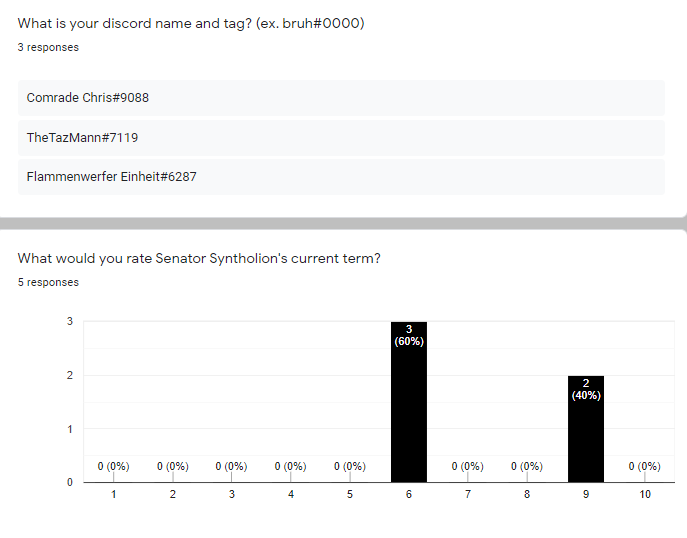 What is your discord name and tag? (ex. bruh#0000)
3 responses
Comrade Chris#9088
TheTazMann#7119
Flammenwerfer Einheit#6287
What would you rate Senator Syntholion's current term?
5 responses
3
2
1
0
3
(60%)
2
(40%)
0 (0%) 0 (0%) 0 (0%) 0 (0%) 0 (0%) 0 (0%) 0 (0%) 0 (0%)
1 2 3 4 5 6 7 8 9 10